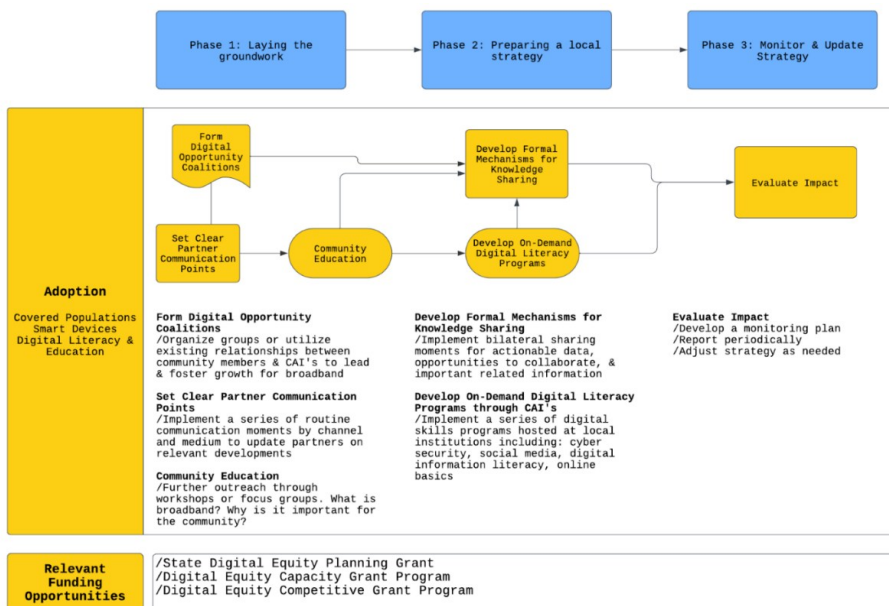 Phase 1: Laying the
groundwork
Phase 2: Preparing a local
strategy
Phase 3: Monitor & Update
Strategy
Form
Digital
Opportunity
Coalitions
Develop Formal
Mechanisms for
Knowledge
Sharing
Evaluate Impact
Set Clear
Partner
Communication
Points
Community
Education
Develop On-Demand
Digital Literacy
Programs
Adoption
Covered Populations
Smart Devices
Digital Literacy &
Education
Form Digital Opportunity
Coalitions
/Organize groups or utilize
existing relationships between
community members & CAI's to lead
& foster growth for broadband
Set Clear Partner Communication
Points
/Implement a series of routine
communication moments by channel
and medium to update partners on
relevant developments
Community Education
/Further outreach through
workshops or focus groups. What is
broadband? Why is it important for
the community?
Develop Formal Mechanisms for
Knowledge Sharing
/Implement bilateral sharing
moments for actionable data,
opportunities to collaborate, &
important related information
Develop On-Demand Digital Literacy
Programs through CAI's
/Implement a series of digital
skills programs hosted at local
institutions including: cyber
security, social media, digital
information literacy, online
basics
Evaluate Impact
/Develop a monitoring plan
/Report periodically
/Adjust strategy as needed
Relevant
Funding
Opportunities
/State Digital Equity Planning Grant
/Digital Equity Capacity Grant Program
/Digital Equity Competitive Grant Program